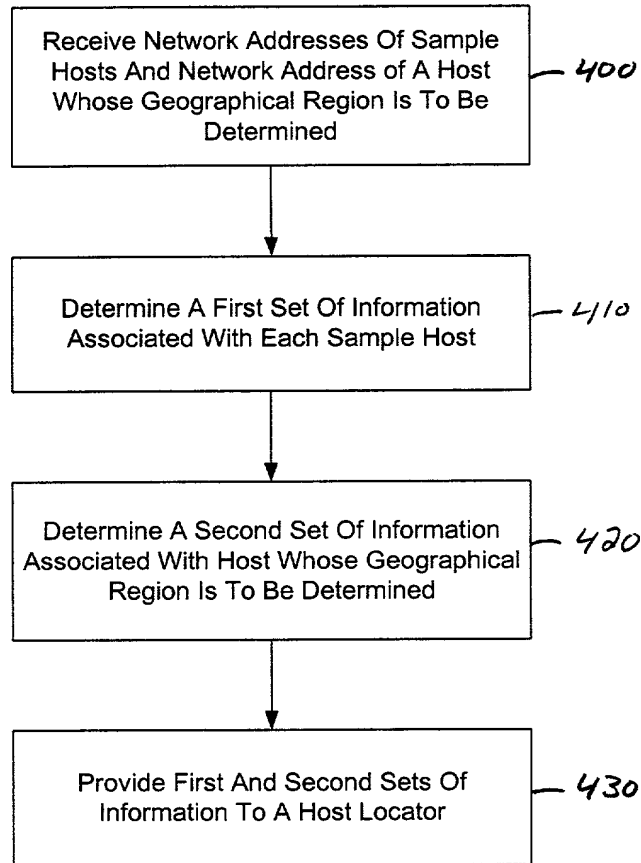 Receive Network Addresses Of Sample
Hosts And Network Address of A Host
Whose Geographical Region Is To Be
Determined
400
Determine A First Set Of Information
Associated With Each Sample Host
410
Determine A Second Set Of Information
Associated With Host Whose Geographical
Region Is To Be Determined
420
Provide First And Second Sets Of
Information To A Host Locator
430